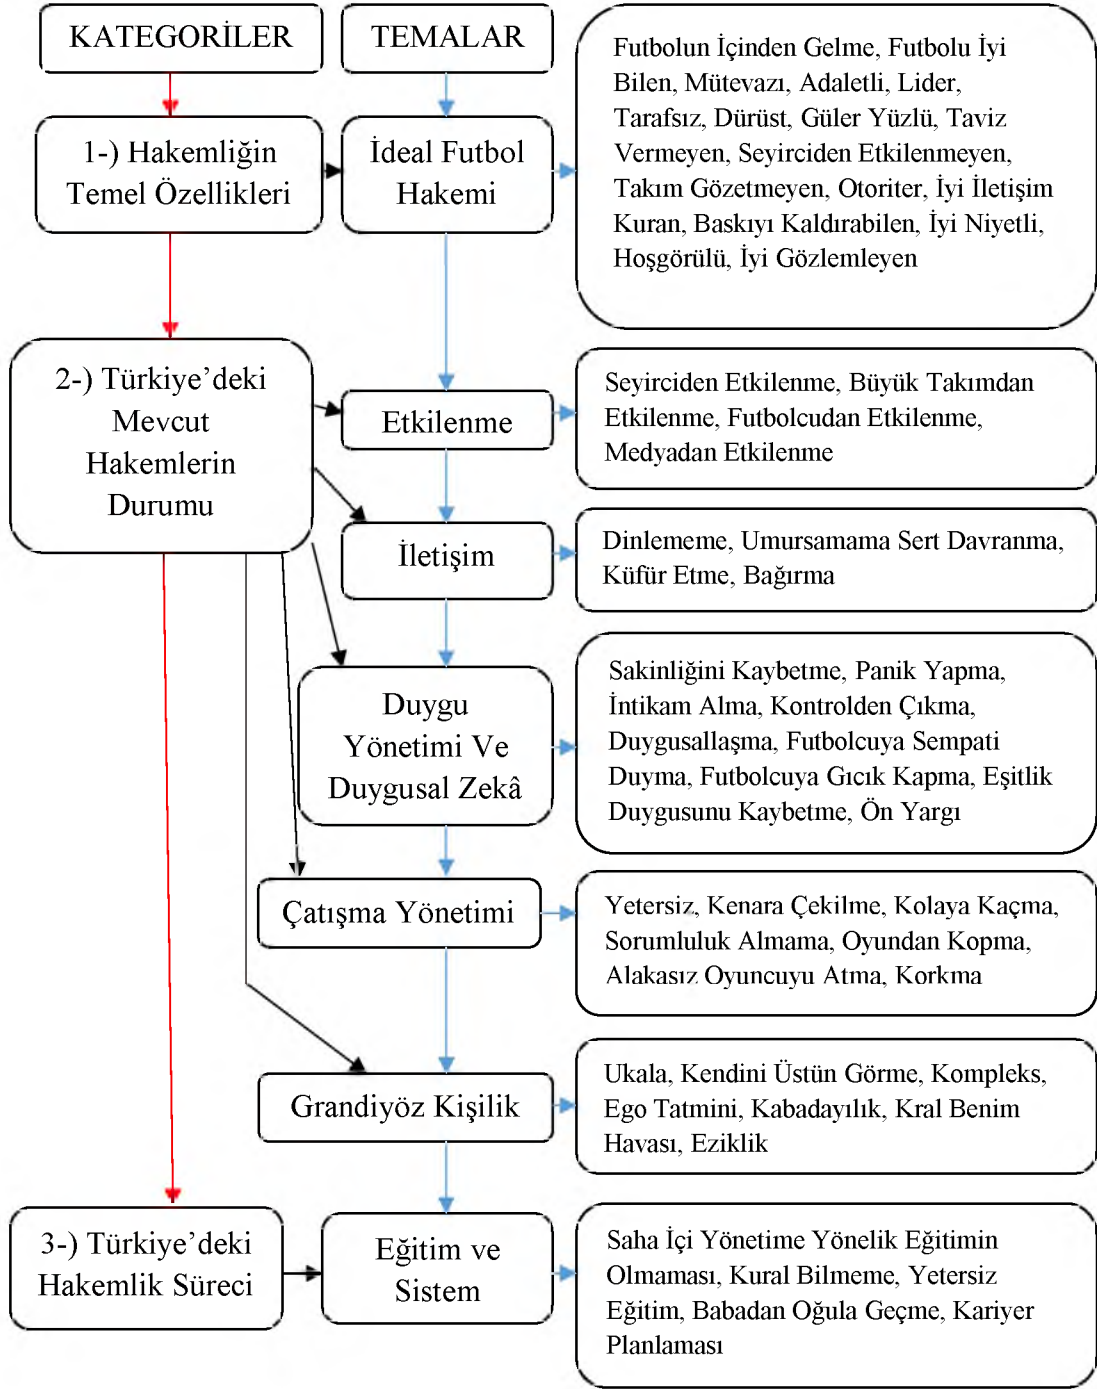 KATEGORİLER
TEMALAR
1-) Hakemliğin
Temel Özellikleri
İdeal Futbol
Hakemi
Futbolun İçinden Gelme, Futbolu İyi
Bilen, Mütevazı, Adaletli, Lider,
Tarafsız, Dürüst, Güler Yüzlü, Taviz
Vermeyen, Seyirciden Etkilenmeyen,
Takım Gözetmeyen, Otoriter, İyi İletişim
Kuran, Baskıyı Kaldırabilen, İyi Niyetli,
Hoşgörülü, İyi Gözlemleyen
2-) Türkiye’deki
Mevcut
Hakemlerin
Durumu
Etkilenme
Seyirciden Etkilenme, Büyük Takımdan
Etkilenme, Futbolcudan Etkilenme,
Medyadan Etkilenme
İletişim
Dinlememe, Umursamama Sert Davranma,
Küfür Etme, Bağırma
Duygu
Yönetimi Ve
Duygusal Zekâ
Sakinliğini Kaybetme, Panik Yapma,
İntikam Alma, Kontrolden Çıkma,
Duygusallaşma, Futbolcuya Sempati
Duyma, Futbolcuya Gıcık Kapma, Eşitlik
Duygusunu Kaybetme, Ön Yargı
Çatışma Yönetimi
Yetersiz, Kenara Çekilme, Kolaya Kaçma,
Sorumluluk Almama, Oyundan Kopma,
Alakasız Oyuncuyu Atma, Korkma
Grandiyöz Kişilik
Ukala, Kendini Üstün Görme, Kompleks,
Ego Tatmini, Kabadayılık, Kral Benim
Havası, Eziklik
3-) Türkiye’deki
Hakemlik Süreci
Eğitim ve
Sistem
Saha İçi Yönetime Yönelik Eğitimin
Olmaması, Kural Bilmeme, Yetersiz
Eğitim, Babadan Oğula Geçme, Kariyer
Planlaması